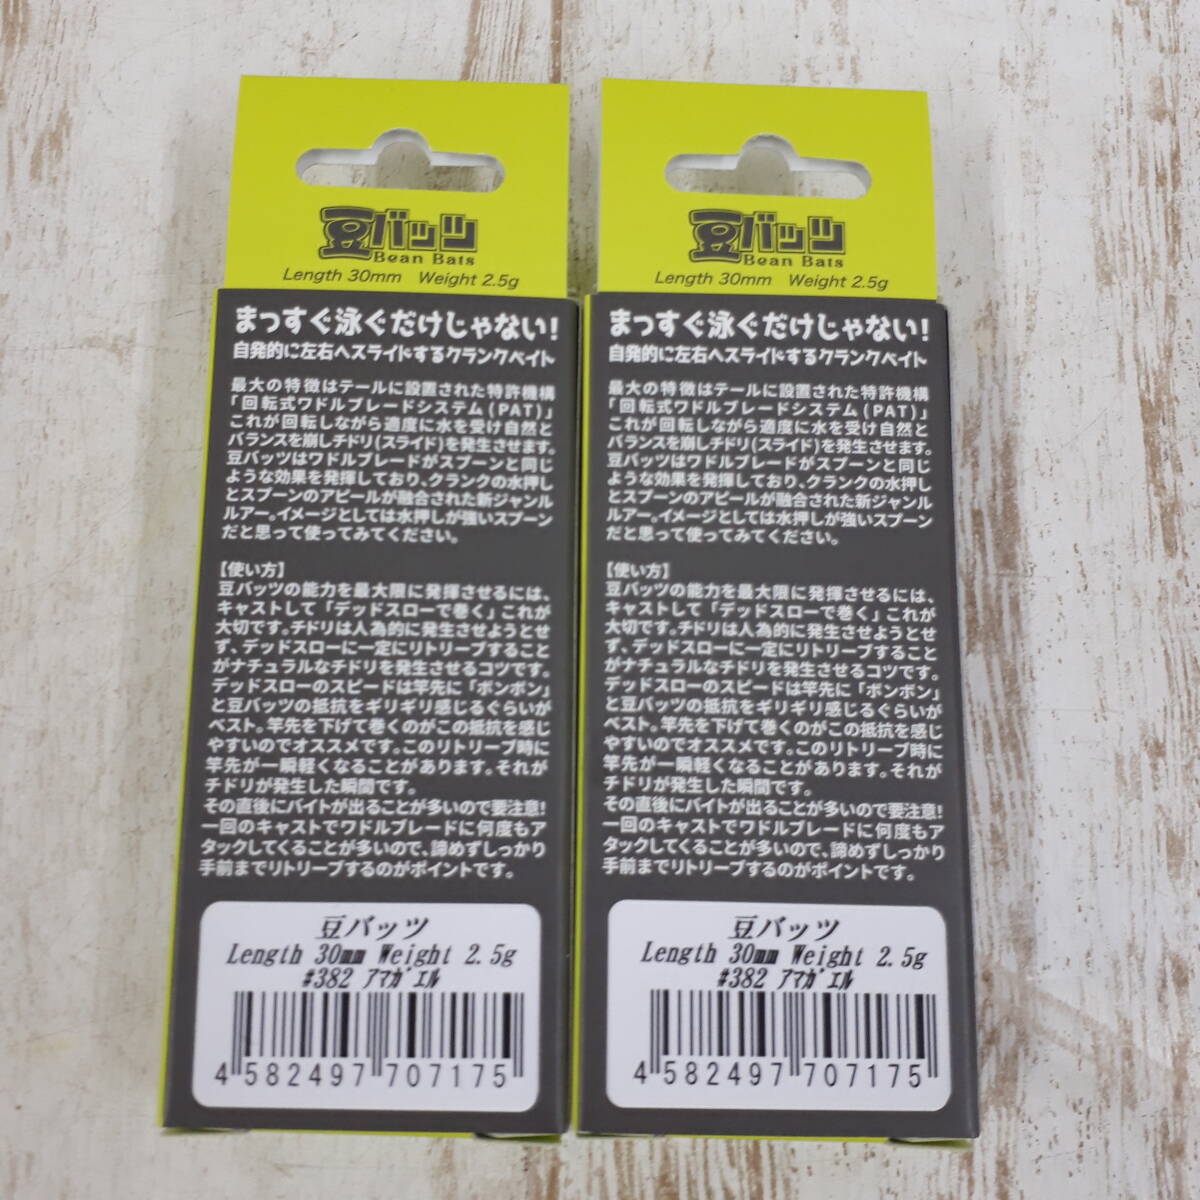 豆バッツ
Bean Bats
Length 30mm Weight 2.5g
まっすぐ泳ぐだけじゃない!
自発的に左右へスライドするクランクベイト
最大の特徴はテールに設置された特許機構
「回転式ワドルブレードシステム(PAT)」
これが回転しながら適度に水を受け自然と
バランスを崩しチドリ(スライド)を発生させます。
豆バッツはワドルブレードがスプーンと同じ
ような効果を発揮しており、クランクの水押し
とスプーンのアピールが融合された新ジャンル
ルアー。イメージとしては水押しが強いスプーン
だと思って使ってみてください。
【使い方】
豆バッツの能力を最大限に発揮させるには、
キャストして「デッドスローで巻く」これが
大切です。チドリは人為的に発生させようとせ
ず、デッドスローに一定にリトリーブすること
がナチュラルなチドリを発生させるコツです。
デッドスローのスピードは竿先に「ボンボン」
と豆バッツの抵抗をギリギリ感じるぐらいが
ベスト。竿先を下げて巻くのがこの抵抗を感じ
やすいのでオススメです。このリトリーブ時に
竿先が一瞬軽くなることがあります。それが
チドリが発生した瞬間です。
その直後にバイトが出ることが多いので要注意!
一回のキャストでワドルブレードに何度もア
タックしてくることが多いので、諦めずしっかり
手前までリトリーブするのがポイントです。
豆バッツ
Length 30mm Weight 2.5g
#382 ｱﾏｶﾞｴﾙ
4 582497 707175
豆バッツ
Bean Bats
Length 30mm Weight 2.5g
まっすぐ泳ぐだけじゃない!
自発的に左右へスライドするクランクベイト
最大の特徴はテールに設置された特許機構
「回転式ワドルブレードシステム(PAT)」
これが回転しながら適度に水を受け自然と
バランスを崩しチドリ(スライド)を発生させます。
豆バッツはワドルブレードがスプーンと同じ
ような効果を発揮しており、クランクの水押し
とスプーンのアピールが融合された新ジャンル
ルアー。イメージとしては水押しが強いスプーン
だと思って使ってみてください。
【使い方】
豆バッツの能力を最大限に発揮させるには、
キャストして「デッドスローで巻く」これが
大切です。チドリは人為的に発生させようとせ
ず、デッドスローに一定にリトリーブすること
がナチュラルなチドリを発生させるコツです。
デッドスローのスピードは竿先に「ボンボン」
と豆バッツの抵抗をギリギリ感じるぐらいが
ベスト。竿先を下げて巻くのがこの抵抗を感じ
やすいのでオススメです。このリトリーブ時に
竿先が一瞬軽くなることがあります。それが
チドリが発生した瞬間です。
その直後にバイトが出ることが多いので要注意!
一回のキャストでワドルブレードに何度もア
タックしてくることが多いので、諦めずしっかり
手前までリトリーブするのがポイントです。
豆バッツ
Length 30mm Weight 2.5g
#382 ｱﾏｶﾞｴﾙ
4 582497 707175